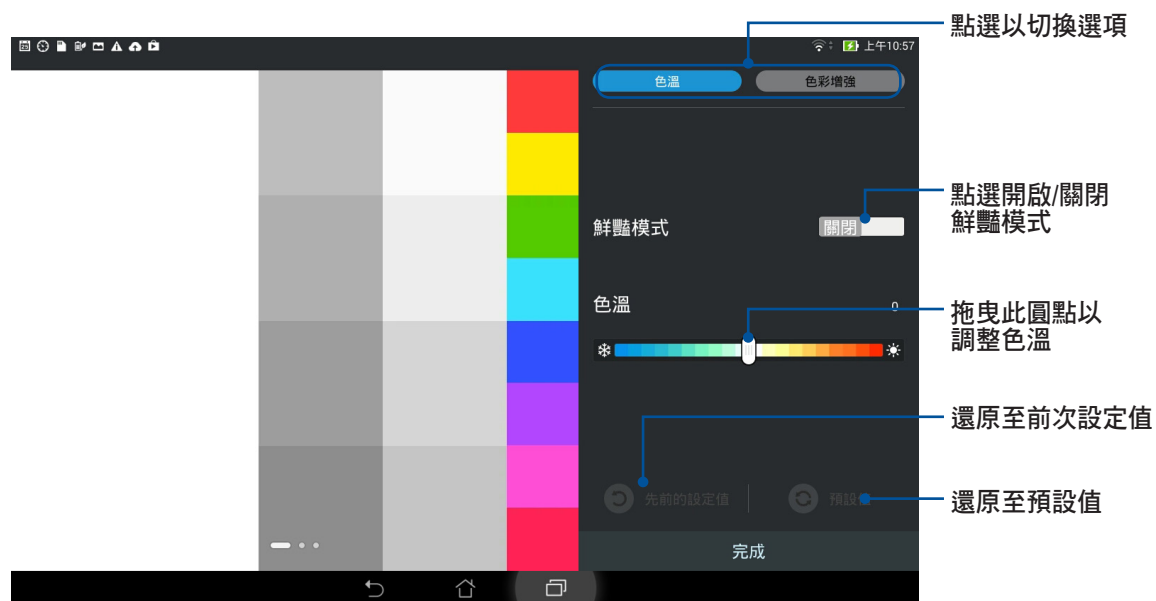 點選以切換選項
25
上午10:57
色溫
色彩增強
點選開啟/關閉
鮮豔模式
鮮豔模式
關閉
色溫
0
拖曳此圓點以
調整色溫
還原至前次設定值
先前的設定值
預設值
還原至預設值
完成